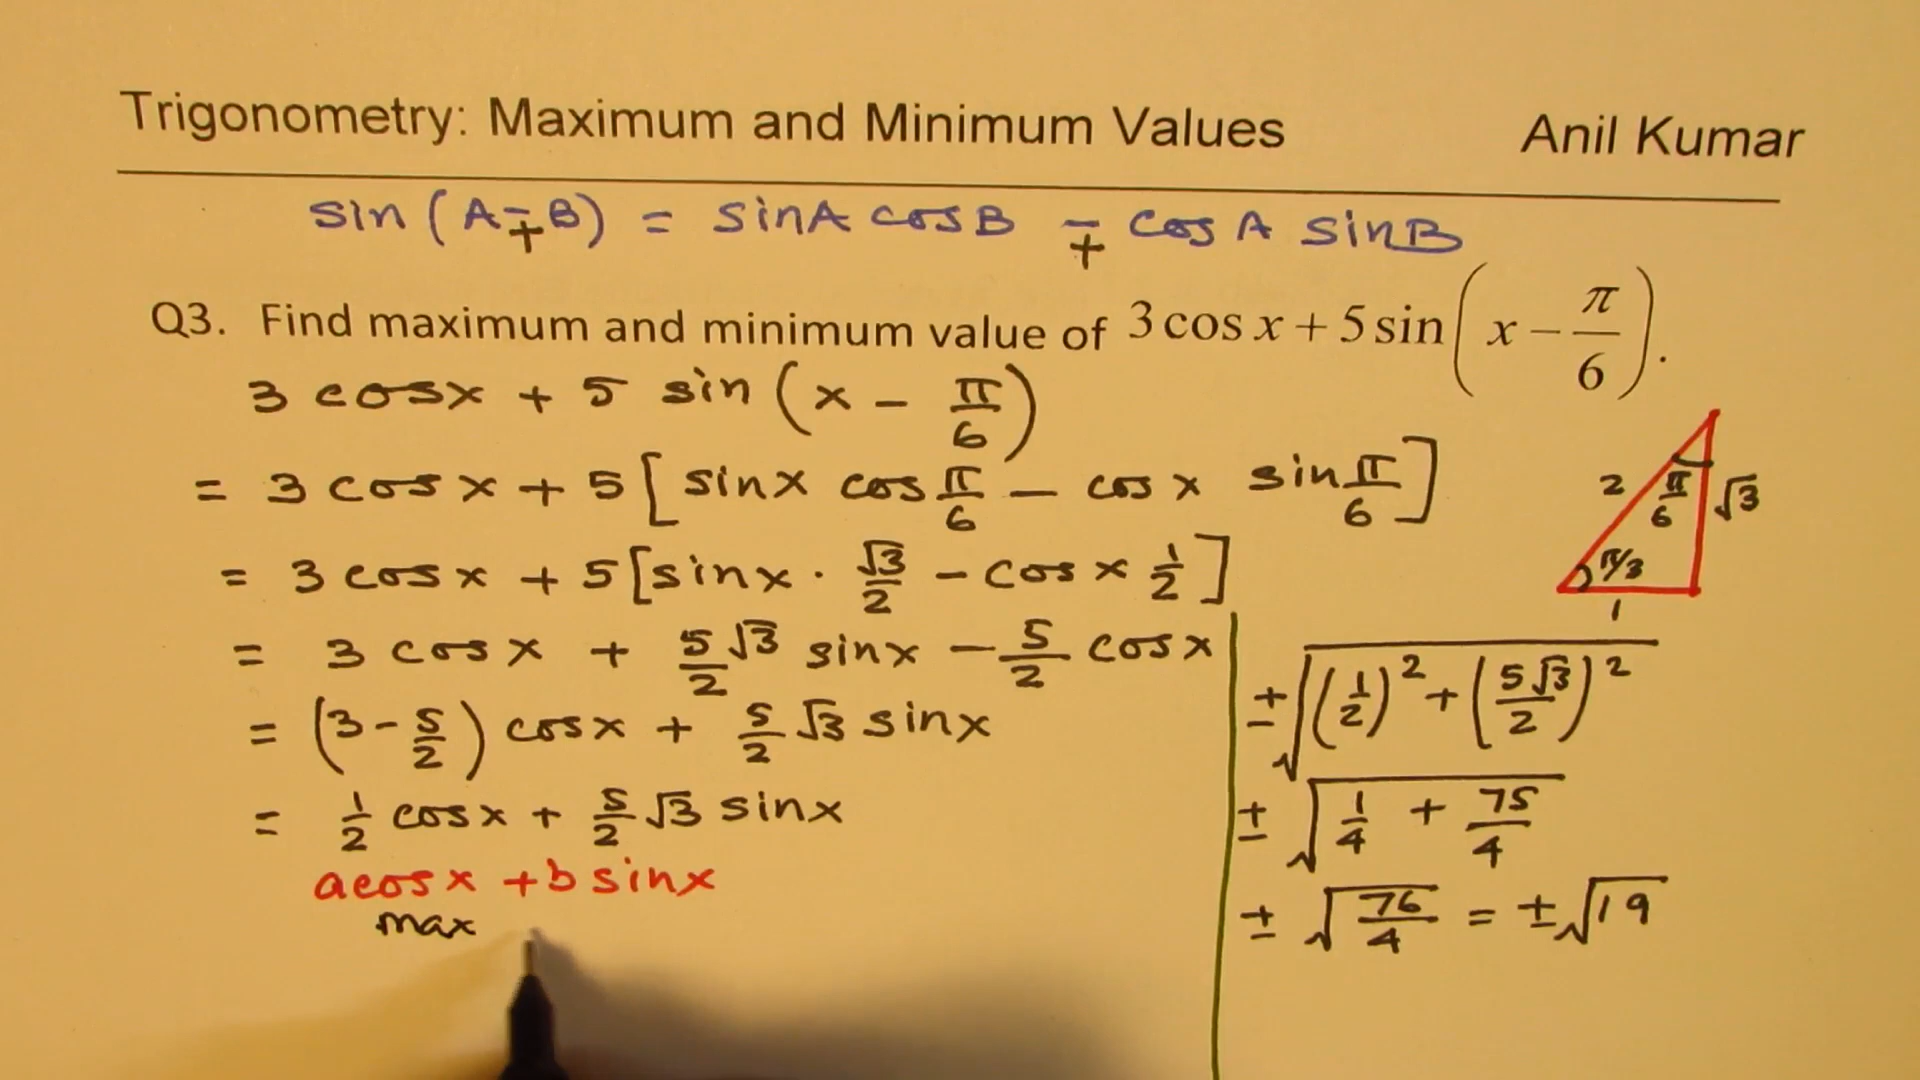 Trigonometry: Maximum and Minimum Values Anil Kumar
sin (A ∓ B) = sinA cosB ∓ cosA sinB
Q3. Find maximum and minimum value of 3 cos x + 5 sin ( x − π/6 ).
3 cosx + 5 sin ( x − π/6 )
= 3 cosx + 5 [ sinx cos π/6 − cosx sin π/6 ]
= 3 cosx + 5 [ sinx · √3/2 − cosx 1/2 ]
= 3 cosx + 5/2 √3 sinx − 5/2 cosx
= (3 − 5/2) cosx + 5/2 √3 sinx
= 1/2 cosx + 5/2 √3 sinx
acosx + b sinx
max
2 π/6 √3
π/3
1
± √( (1/2)² + (5√3/2)² )
± √( 1/4 + 75/4 )
± √( 76/4 ) = ± √19